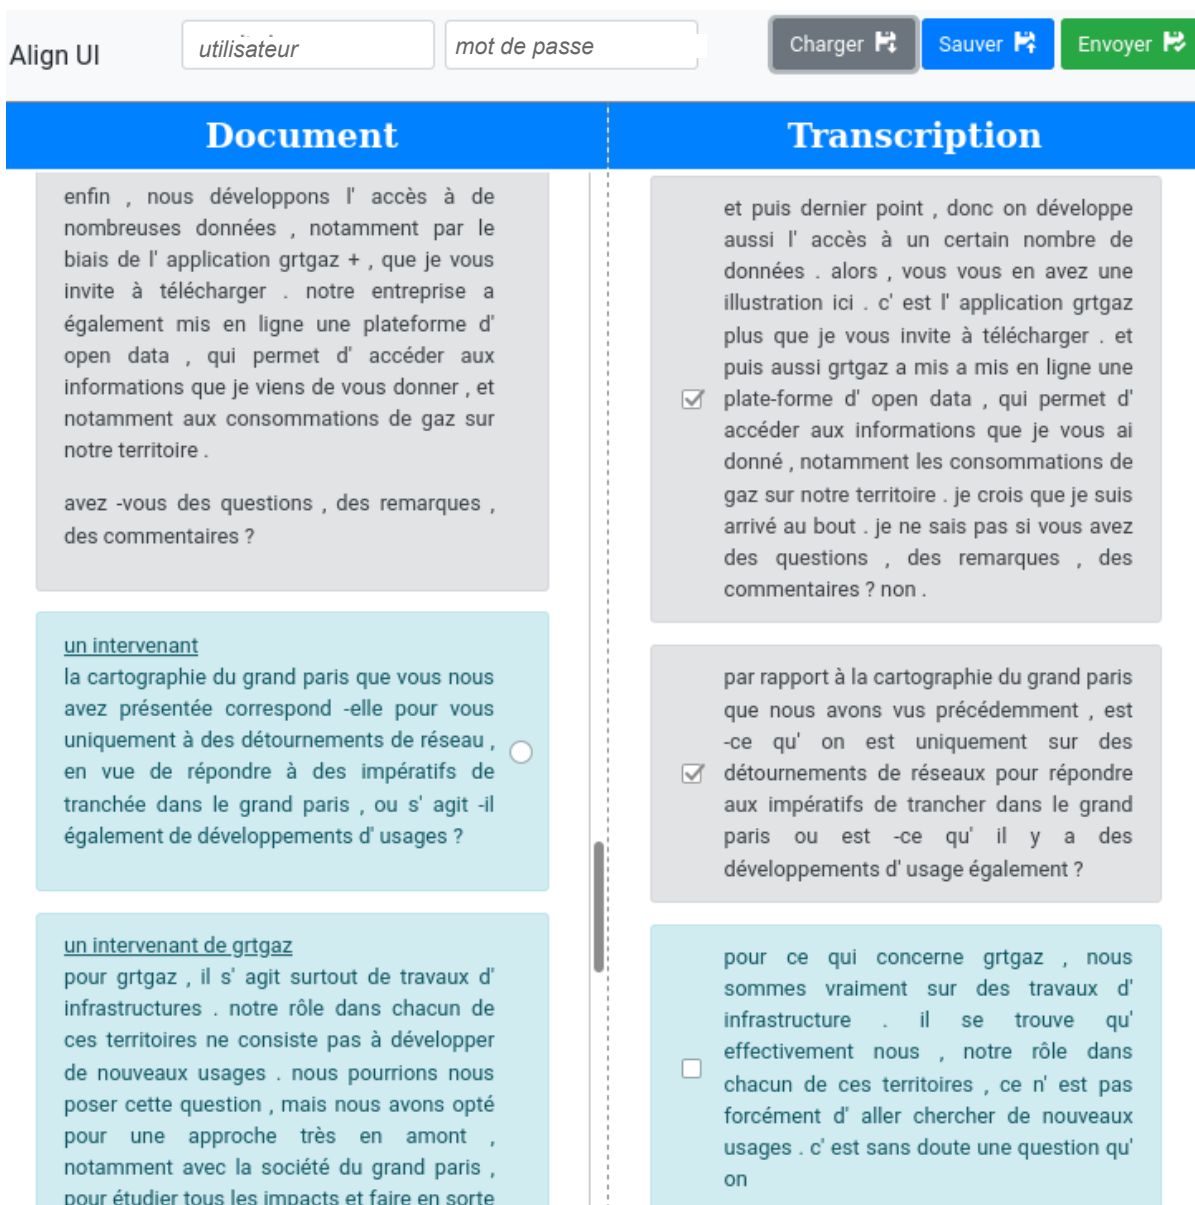 Align UI
utilisateur
mot de passe
Charger
Sauver
Envoyer
Document
enfin , nous développons l' accès à de
nombreuses données , notamment par le
biais de l' application grtgaz + , que je vous
invite à télécharger . notre entreprise a
également mis en ligne une plateforme d'
open data , qui permet d' accéder aux
informations que je viens de vous donner , et
notamment aux consommations de gaz sur
notre territoire .
avez -vous des questions , des remarques ,
des commentaires ?
un intervenant
la cartographie du grand paris que vous nous
avez présentée correspond -elle pour vous
uniquement à des détournements de réseau ,
en vue de répondre à des impératifs de
tranchée dans le grand paris , ou s' agit -il
également de développements d' usages ?
un intervenant de grtgaz
pour grtgaz , il s' agit surtout de travaux d'
infrastructures . notre rôle dans chacun de
ces territoires ne consiste pas à développer
de nouveaux usages . nous pourrions nous
poser cette question , mais nous avons opté
pour une approche très en amont ,
notamment avec la société du grand paris ,
pour étudier tous les impacts et faire en sorte
Transcription
et puis dernier point , donc on développe
aussi l' accès à un certain nombre de
données . alors , vous vous en avez une
illustration ici . c' est l' application grtgaz
plus que je vous invite à télécharger . et
puis aussi grtgaz a mis a mis en ligne une
plate-forme d' open data , qui permet d'
accéder aux informations que je vous ai
donné , notamment les consommations de
gaz sur notre territoire . je crois que je suis
arrivé au bout . je ne sais pas si vous avez
des questions , des remarques , des
commentaires ? non .
par rapport à la cartographie du grand paris
que nous avons vus précédemment , est
-ce qu' on est uniquement sur des
détournements de réseaux pour répondre
aux impératifs de trancher dans le grand
paris ou est -ce qu' il y a des
développements d' usage également ?
pour ce qui concerne grtgaz , nous
sommes vraiment sur des travaux d'
infrastructure . il se trouve qu'
effectivement nous , notre rôle dans
chacun de ces territoires , ce n' est pas
forcément d' aller chercher de nouveaux
usages . c' est sans doute une question qu'
on